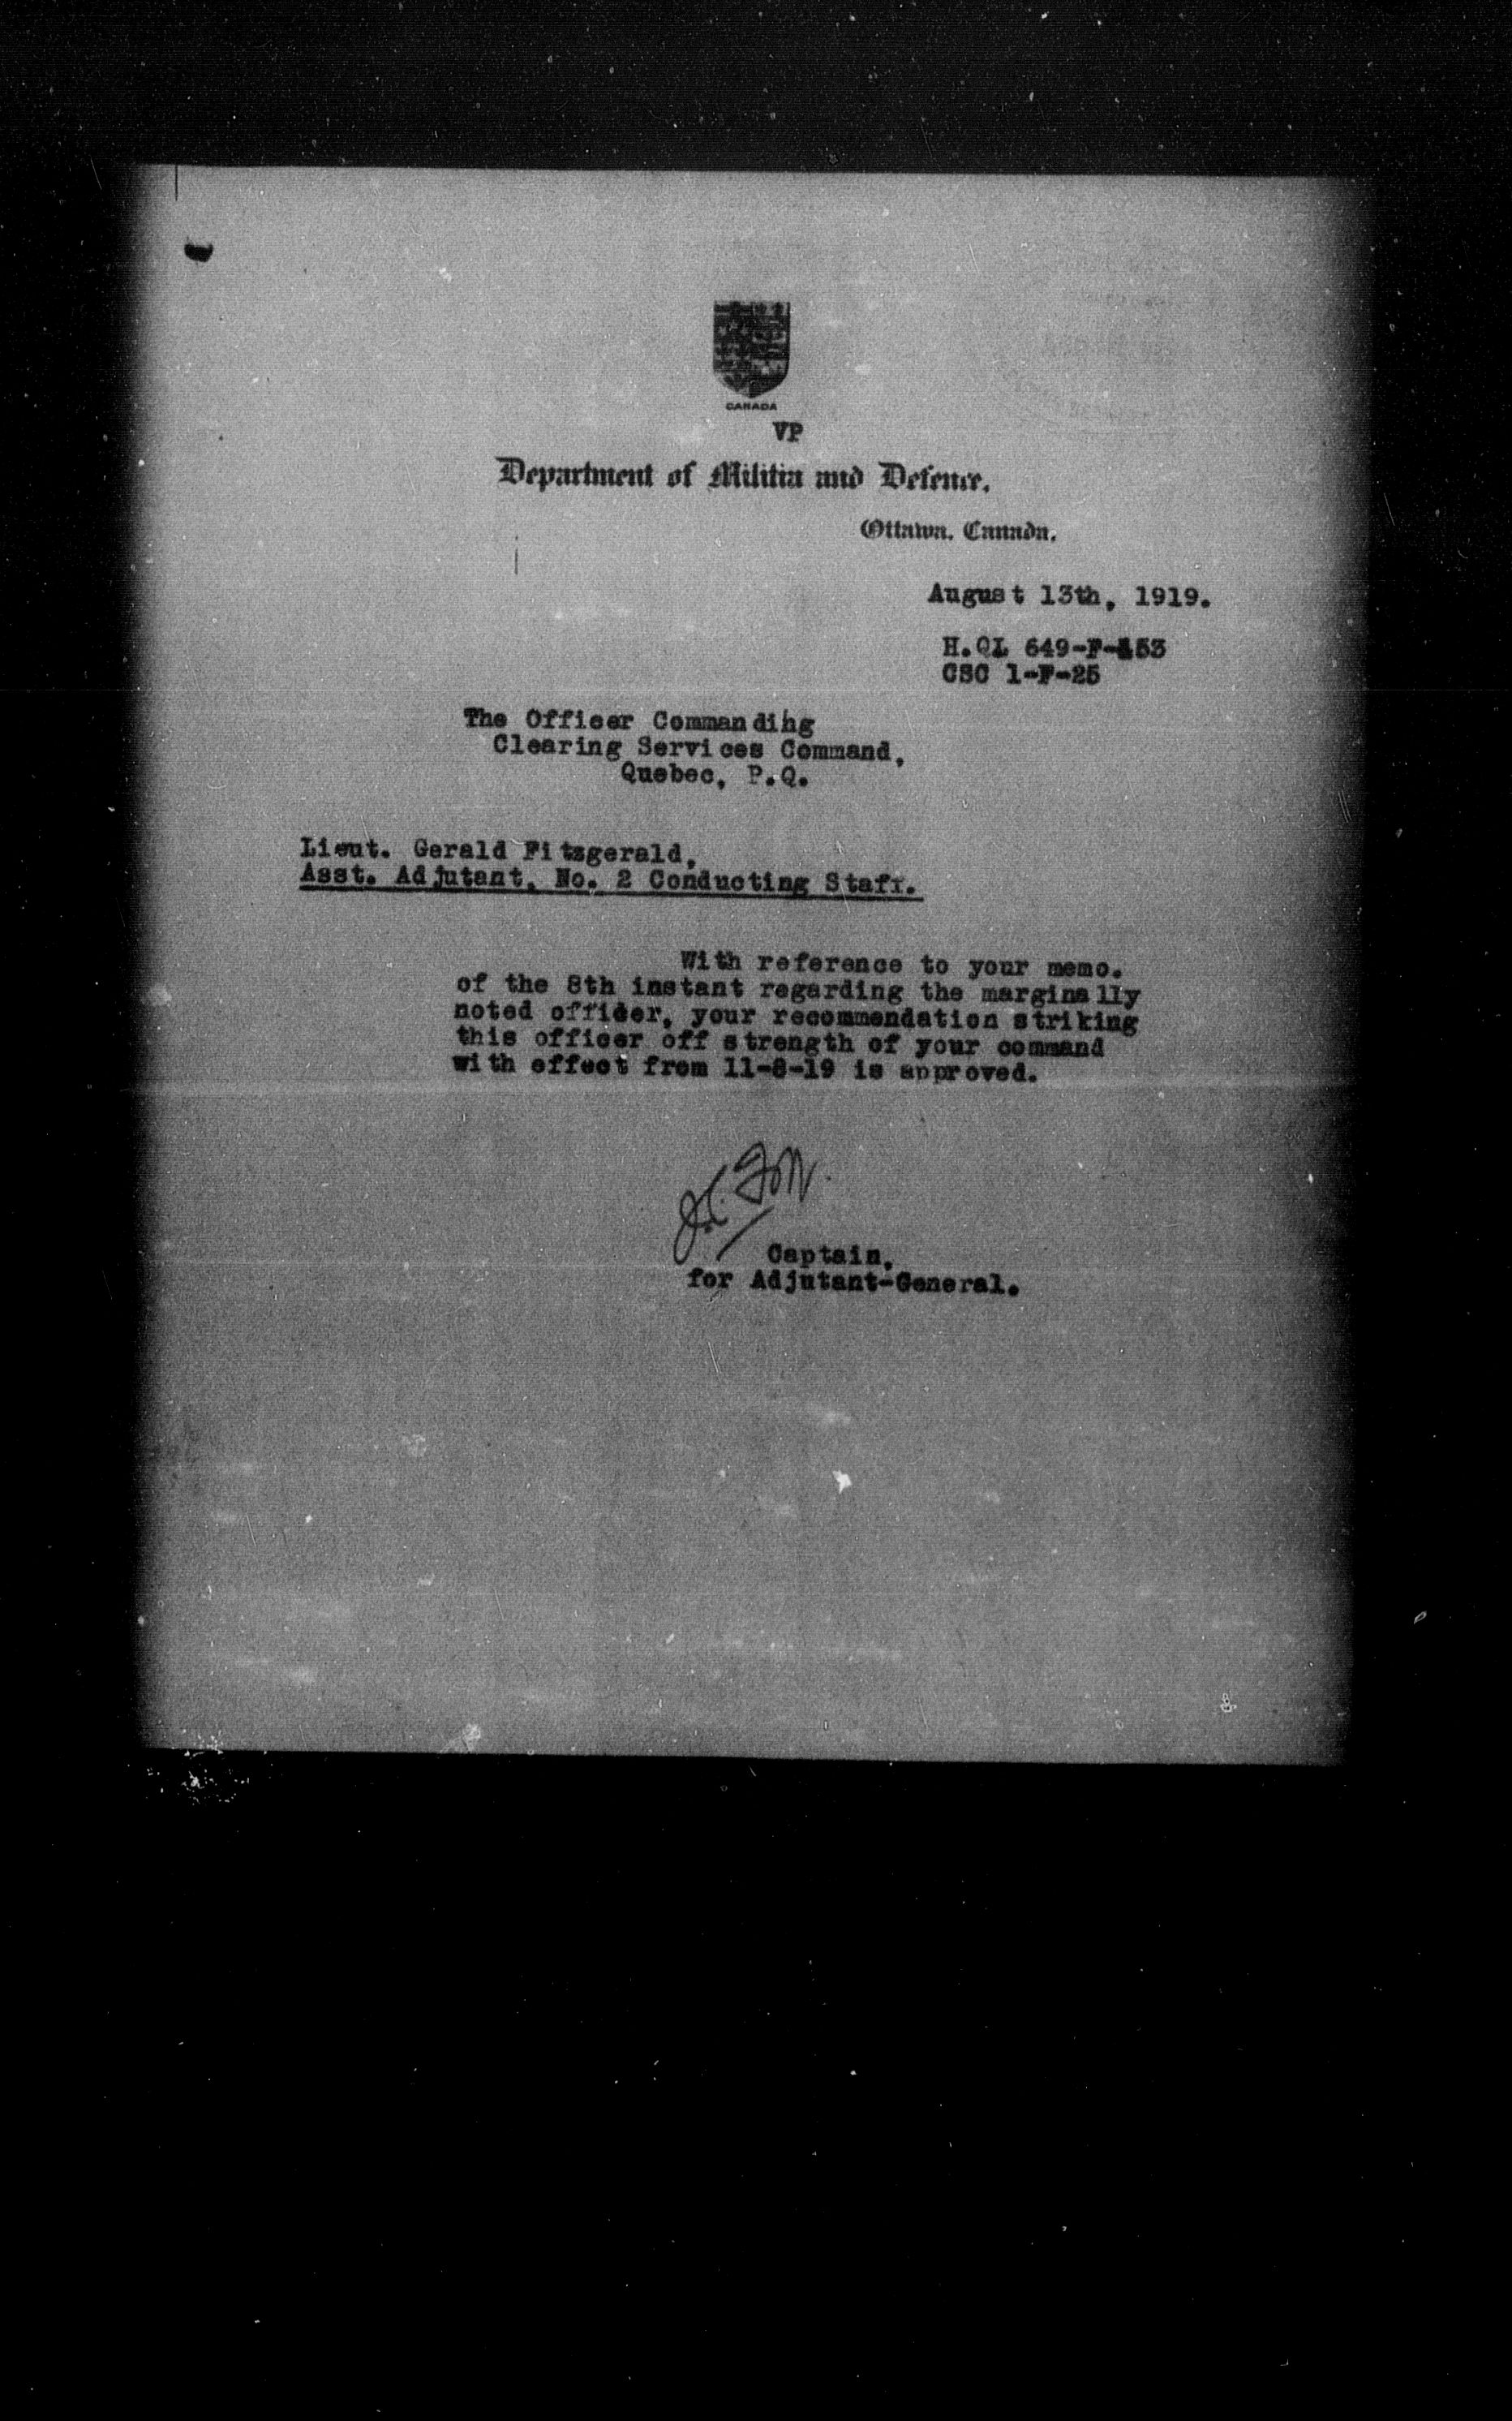 CANADA
VP
Department of Militia and Defence.
Ottawa, Canada.
August 13th, 1919.
H.QL 649-F-153
CSC 1-F-25
The Officer Commanding
Clearing Services Command,
Quebec, P.Q.
Lieut. Gerald Fitzgerald,
Asst. Adjutant, No. 2 Conducting Staff.
With reference to your memo.
of the 8th instant regarding the marginally
noted officer, your recommendation striking
this officer off strength of your command
with effect from 11-8-19 is approved.
Captain,
for Adjutant-General.